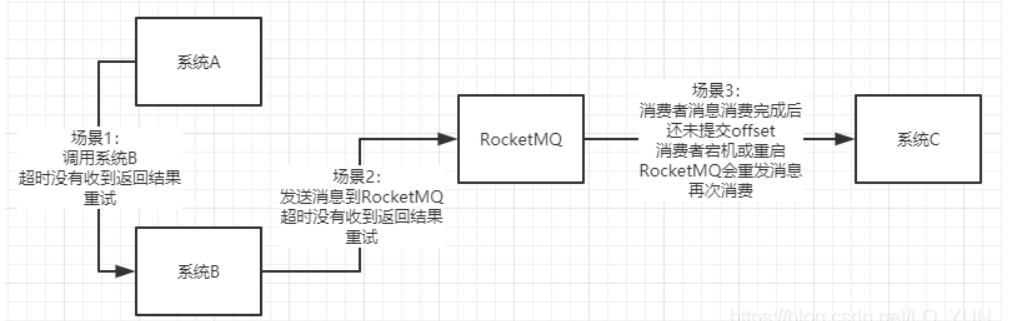 系统A
场景1：
调用系统B
超时没有收到返回结果
重试
系统B
场景2：
发送消息到RocketMQ
超时没有收到返回结果
重试
RocketMQ
场景3：
消费者消息消费完成后
还未提交offset
消费者宕机或重启
RocketMQ会重发消息
再次消费
系统C
https://blog.csdn.net/LO_YUN